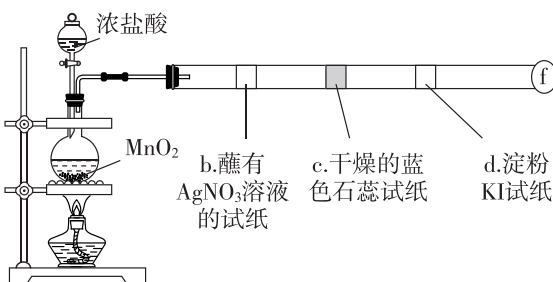 浓盐酸
f
MnO₂
b.蘸有
AgNO₃溶液
的试纸
c.干燥的蓝
色石蕊试纸
d.淀粉
KI试纸